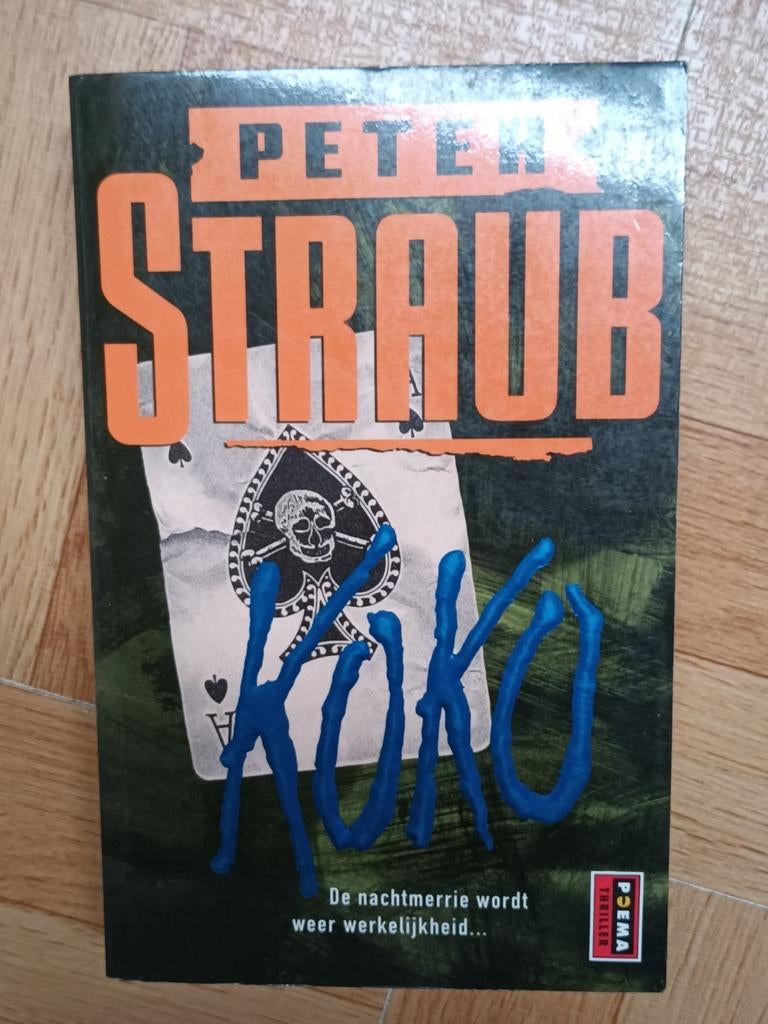 PETER
STRAUB
A
A
KOKO
De nachtmerrie wordt
weer werkelijkheid...
POEMA
THRILLER